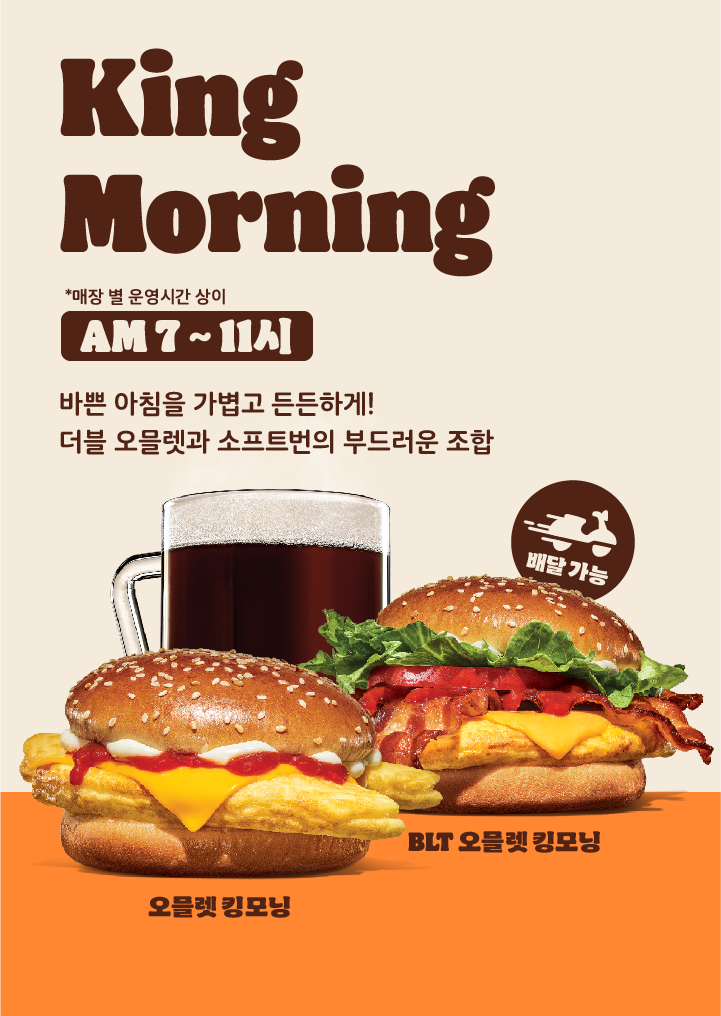 King
Morning
*매장 별 운영시간 상이
AM 7 ~ 11시
바쁜 아침을 가볍고 든든하게!
더블 오믈렛과 소프트번의 부드러운 조합
배달 가능
BLT 오믈렛 킹모닝
오믈렛 킹모닝